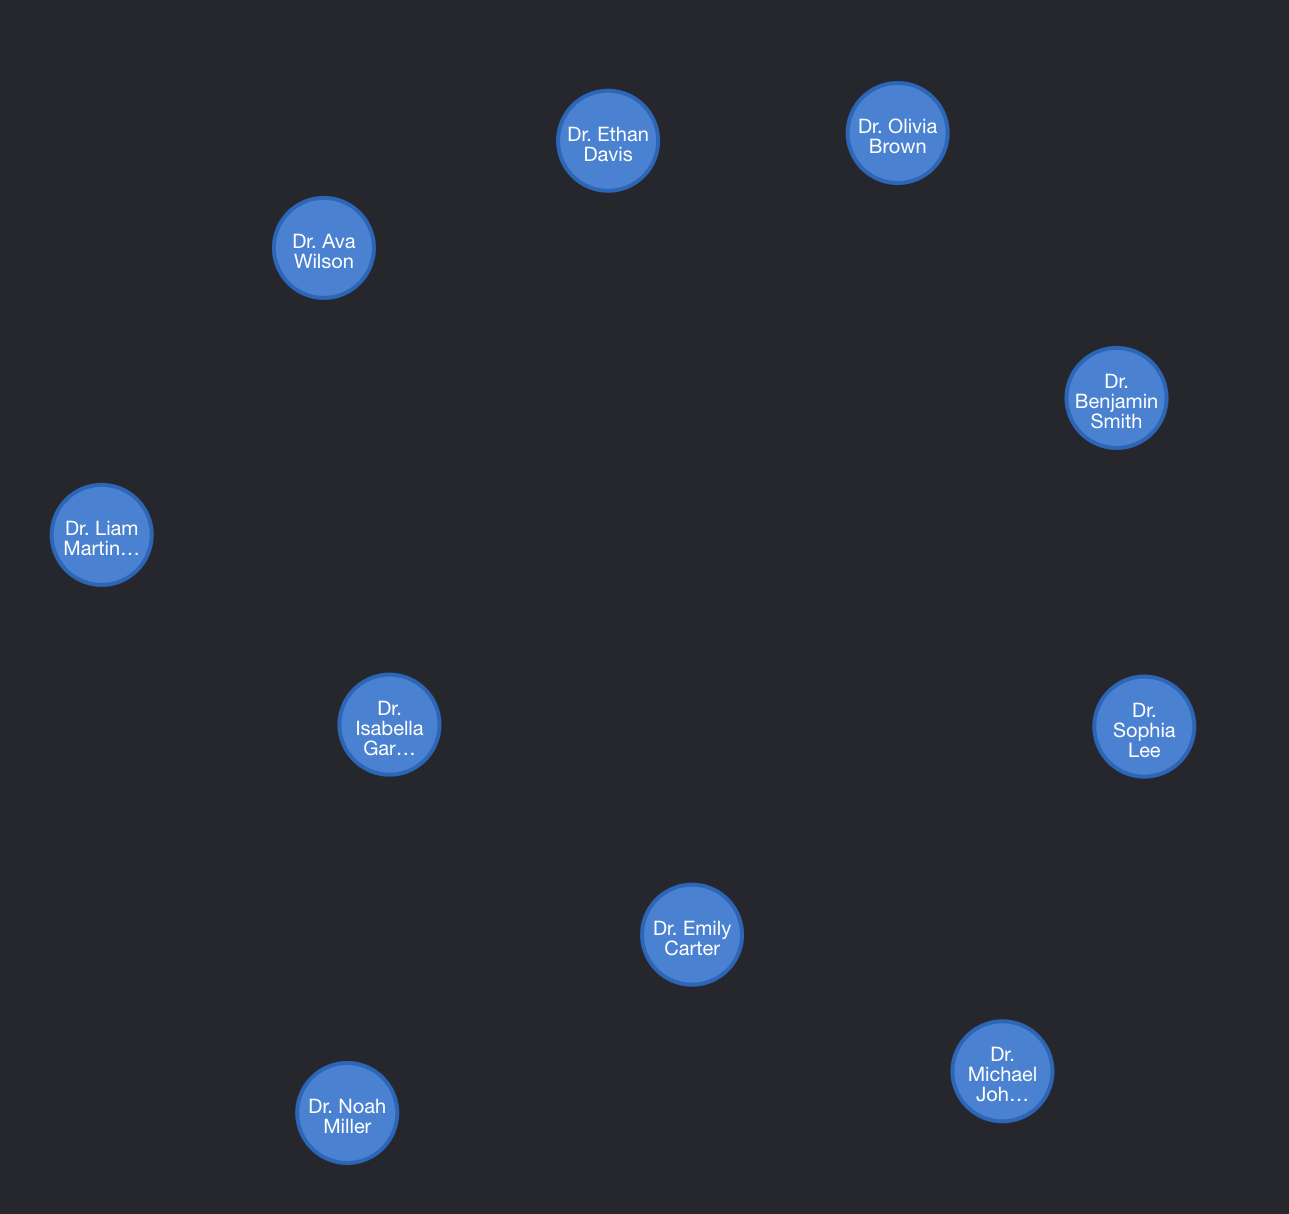 Dr. Ethan
Davis
Dr. Olivia
Brown
Dr. Ava
Wilson
Dr.
Benjamin
Smith
Dr. Liam
Martin…
Dr.
Isabella
Gar…
Dr.
Sophia
Lee
Dr. Emily
Carter
Dr.
Michael
Joh…
Dr. Noah
Miller